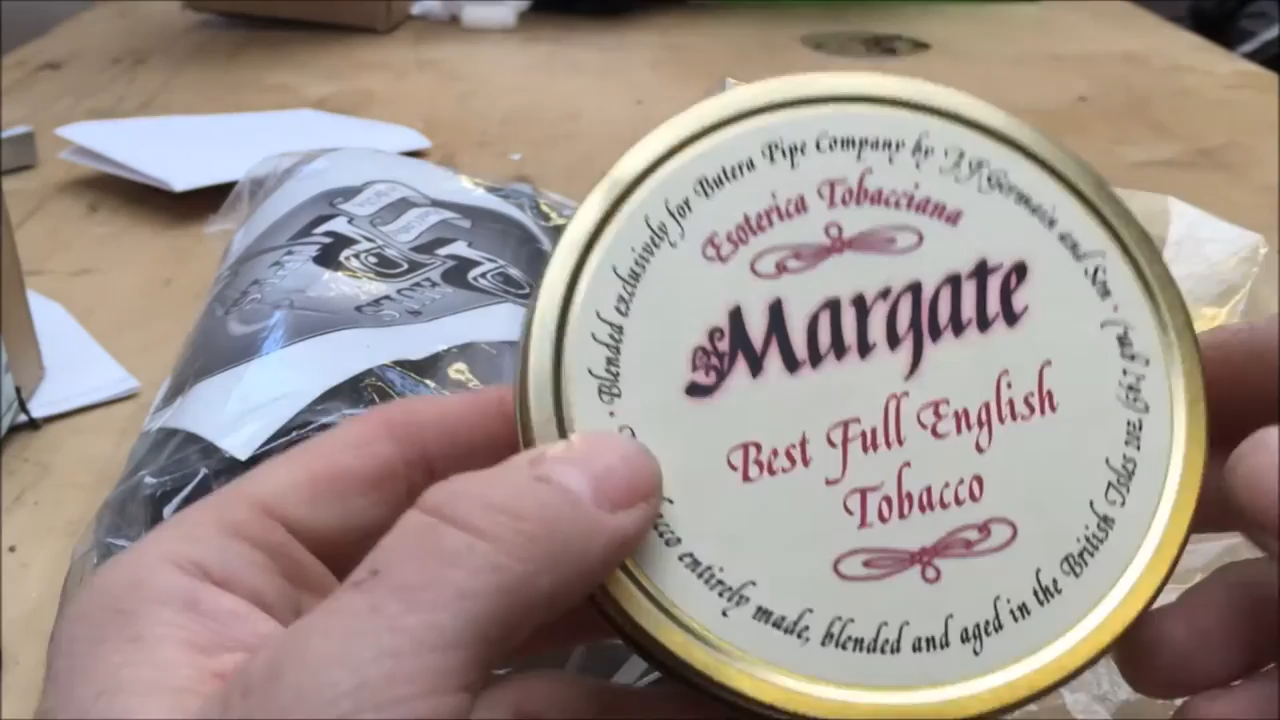 · Blended exclusively for Butera Pipe Company by J.F. Germain and Son ·
Esoterica Tobacciana
Margate
Best Full English
Tobacco
entirely made, blended and aged in the British Isles